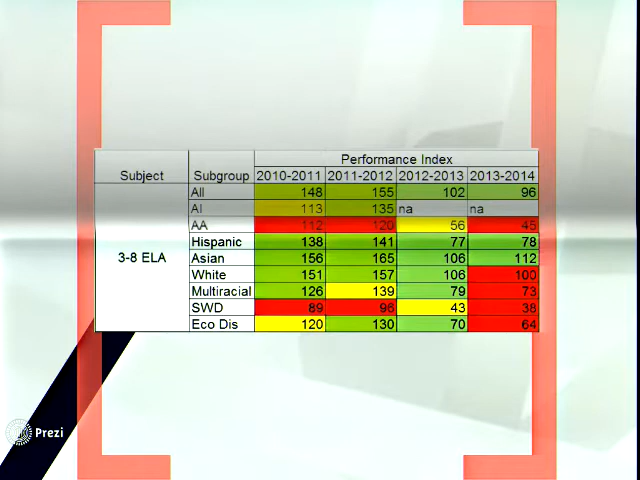 Performance Index
Subject Subgroup 2010-2011 2011-2012 2012-2013 2013-2014
All 148 155 102 96
AI 113 135 na na
AA 112 120 56 45
Hispanic 138 141 77 78
3-8 ELA Asian 156 165 106 112
White 151 157 106 100
Multiracial 126 139 79 73
SWD 89 96 43 38
Eco Dis 120 130 70 64
Prezi